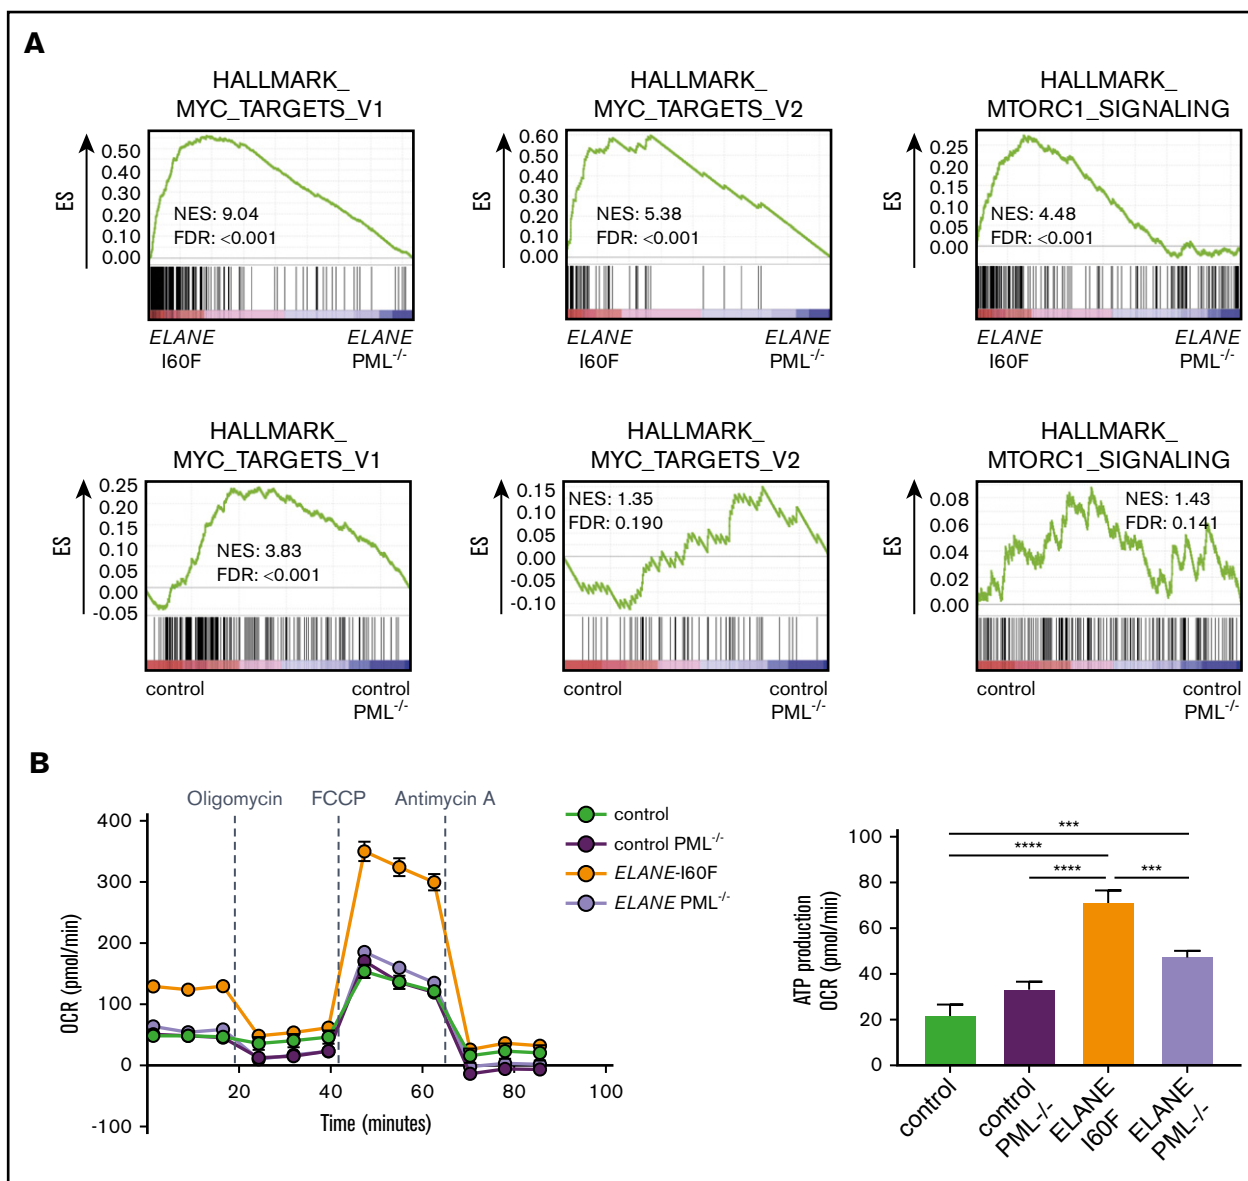 A
HALLMARK_
MYC_TARGETS_V1
HALLMARK_
MYC_TARGETS_V2
HALLMARK_
MTORC1_SIGNALING
ES
0.50
0.40
0.30
0.20
0.10
0.00
NES: 9.04
FDR: <0.001
ELANE
I60F
ELANE
PML-/-
ES
0.60
0.50
0.40
0.30
0.20
0.10
0.00
NES: 5.38
FDR: <0.001
ELANE
I60F
ELANE
PML-/-
ES
0.25
0.20
0.15
0.10
0.05
0.00
NES: 4.48
FDR: <0.001
ELANE
I60F
ELANE
PML-/-
HALLMARK_
MYC_TARGETS_V1
HALLMARK_
MYC_TARGETS_V2
HALLMARK_
MTORC1_SIGNALING
ES
0.25
0.20
0.15
0.10
0.05
0.00
-0.05
NES: 3.83
FDR: <0.001
control
control
PML-/-
ES
0.15
0.10
0.05
0.00
-0.05
-0.10
NES: 1.35
FDR: 0.190
control
control
PML-/-
ES
0.08
0.06
0.04
0.02
0.00
NES: 1.43
FDR: 0.141
control
control
PML-/-
B
Oligomycin FCCP Antimycin A
OCR (pmol/min)
400
300
200
100
0
-100
20 40 60 80 100
Time (minutes)
control
control PML-/-
ELANE-I60F
ELANE PML-/-
ATP production
OCR (pmol/min)
100
80
60
40
20
0
***
****
**** ***
control
control
PML-/-
ELANE
I60F
ELANE
PML-/-